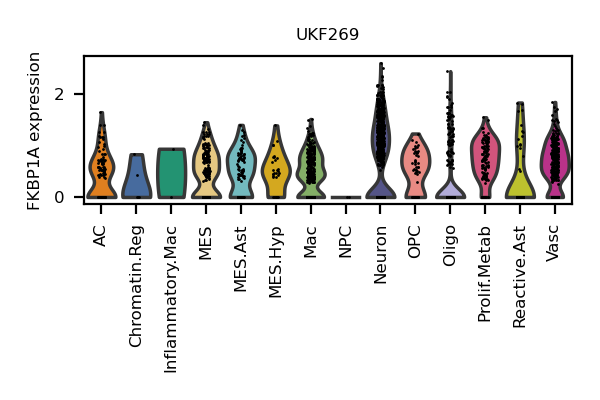 UKF269
FKBP1A expression
2
0
AC
Chromatin.Reg
Inflammatory.Mac
MES
MES.Ast
MES.Hyp
Mac
NPC
Neuron
OPC
Oligo
Prolif.Metab
Reactive.Ast
Vasc